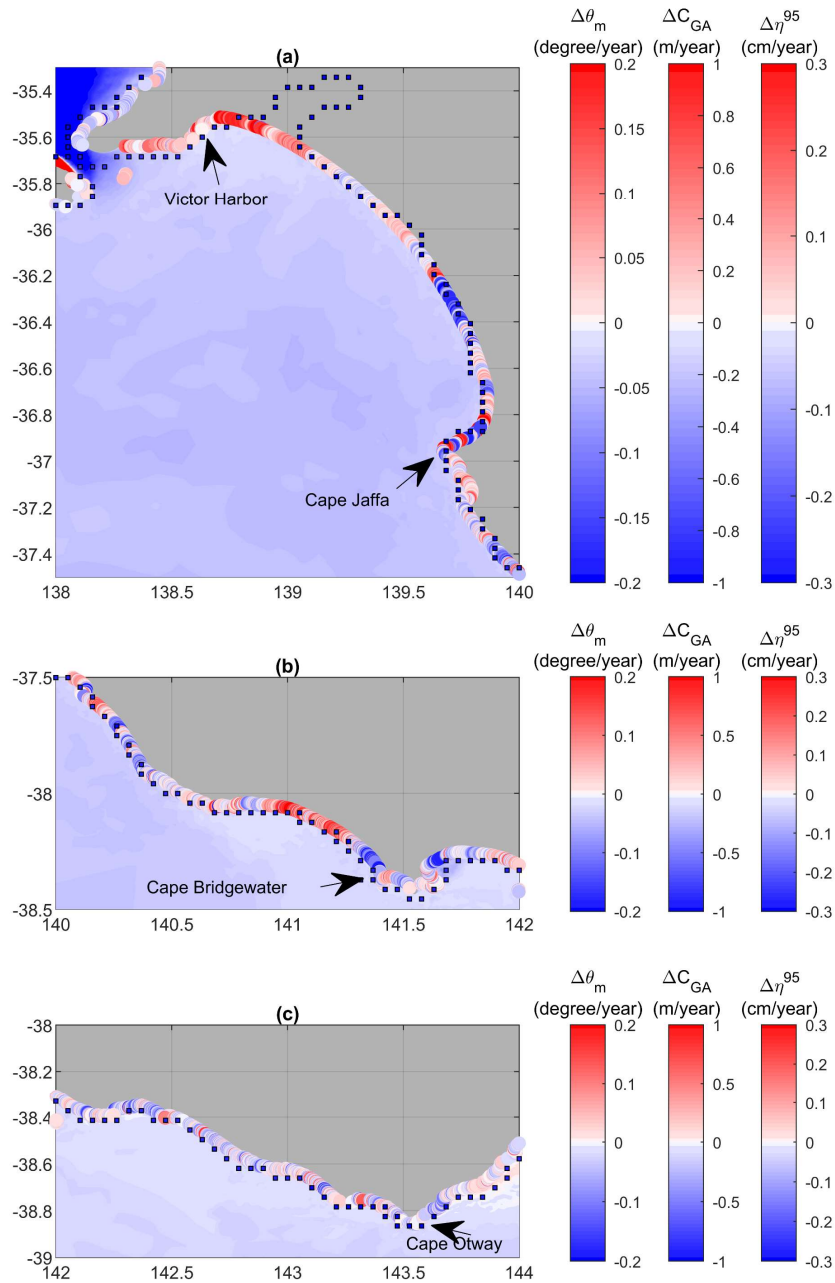 Δθm ΔCGA Δη95
(degree/year) (m/year) (cm/year)
(a)
-35.4
-35.6
-35.8
-36
-36.2
-36.4
-36.6
-36.8
-37
-37.2
-37.4
138 138.5 139 139.5 140
Victor Harbor
Cape Jaffa
0.2 1 0.3
0.8
0.15 0.2
0.6
0.1
0.4
0.1
0.05
0.2
0 0 0
-0.2
-0.05
-0.1
-0.4
-0.1
-0.6
-0.15 -0.2
-0.8
-0.2 -1 -0.3
Δθm ΔCGA Δη95
(degree/year) (m/year) (cm/year)
(b)
-37.5
-38
-38.5
140 140.5 141 141.5 142
Cape Bridgewater
0.2 1 0.3
0.2
0.1 0.5
0.1
0 0 0
-0.1
-0.1 -0.5
-0.2
-0.2 -1 -0.3
Δθm ΔCGA Δη95
(degree/year) (m/year) (cm/year)
(c)
-38
-38.2
-38.4
-38.6
-38.8
-39
142 142.5 143 143.5 144
Cape Otway
0.2 1 0.3
0.2
0.1 0.5
0.1
0 0 0
-0.1
-0.1 -0.5
-0.2
-0.2 -1 -0.3